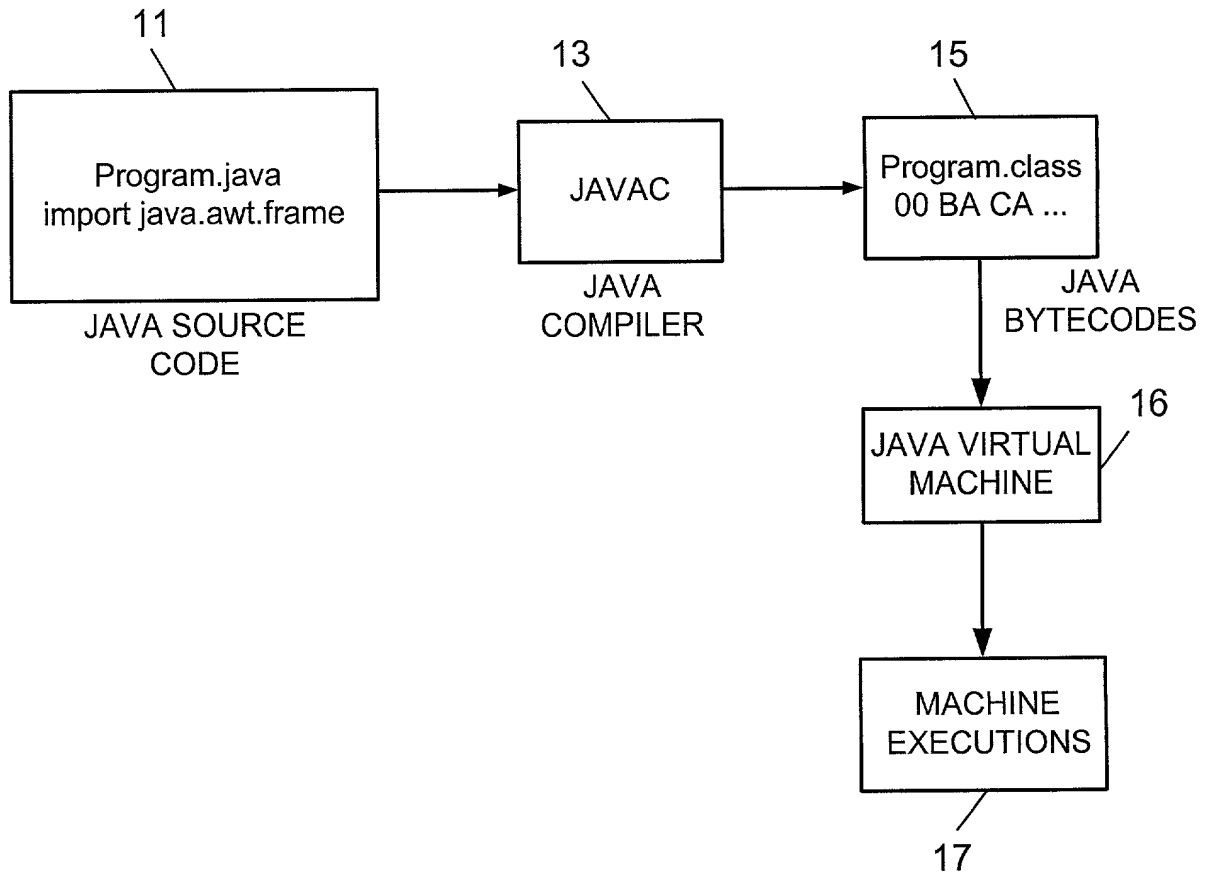 11
13
15
Program.java
import java.awt.frame
JAVAC
Program.class
00 BA CA ...
JAVA SOURCE
CODE
JAVA
COMPILER
JAVA
BYTECODES
16
JAVA VIRTUAL
MACHINE
MACHINE
EXECUTIONS
17